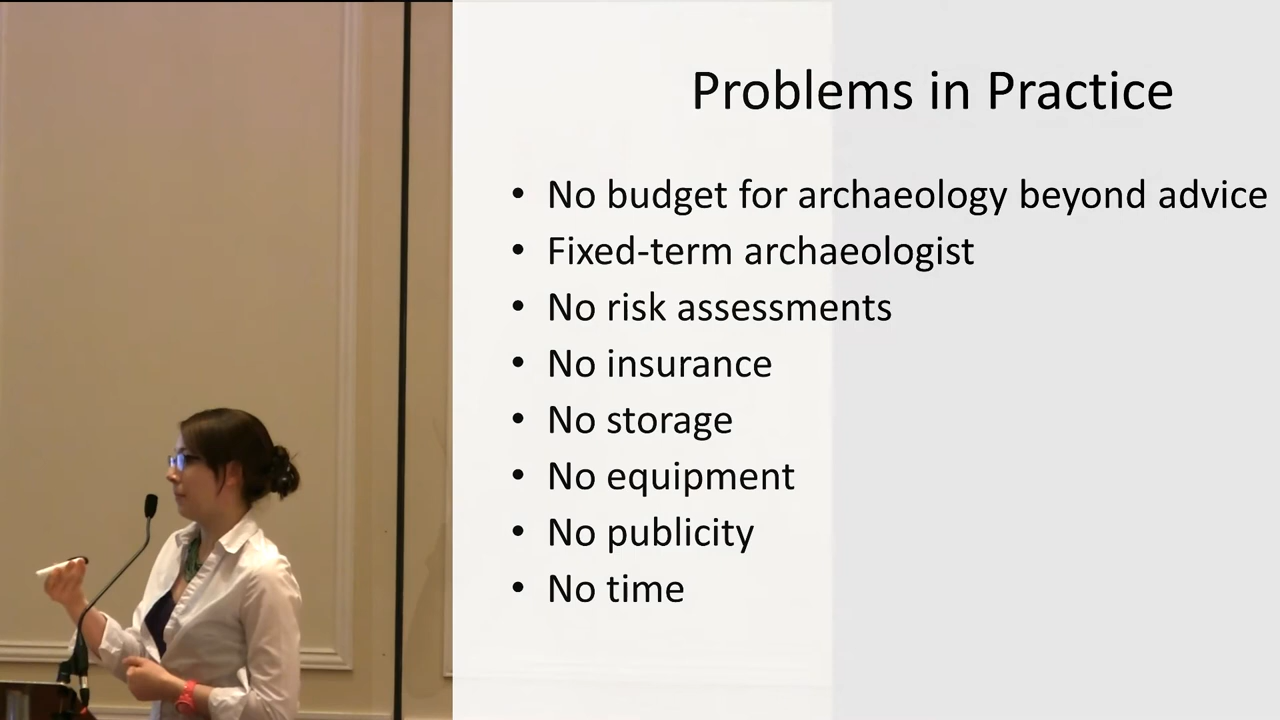 Problems in Practice
• No budget for archaeology beyond advice
• Fixed-term archaeologist
• No risk assessments
• No insurance
• No storage
• No equipment
• No publicity
• No time